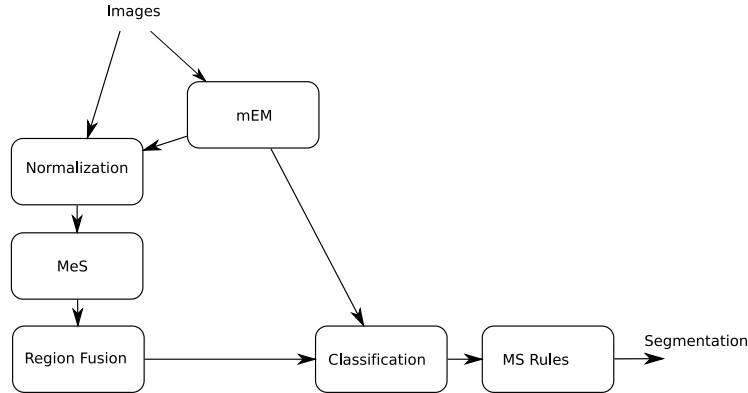 Images
mEM
Normalization
MeS
Region Fusion
Classification
MS Rules
Segmentation